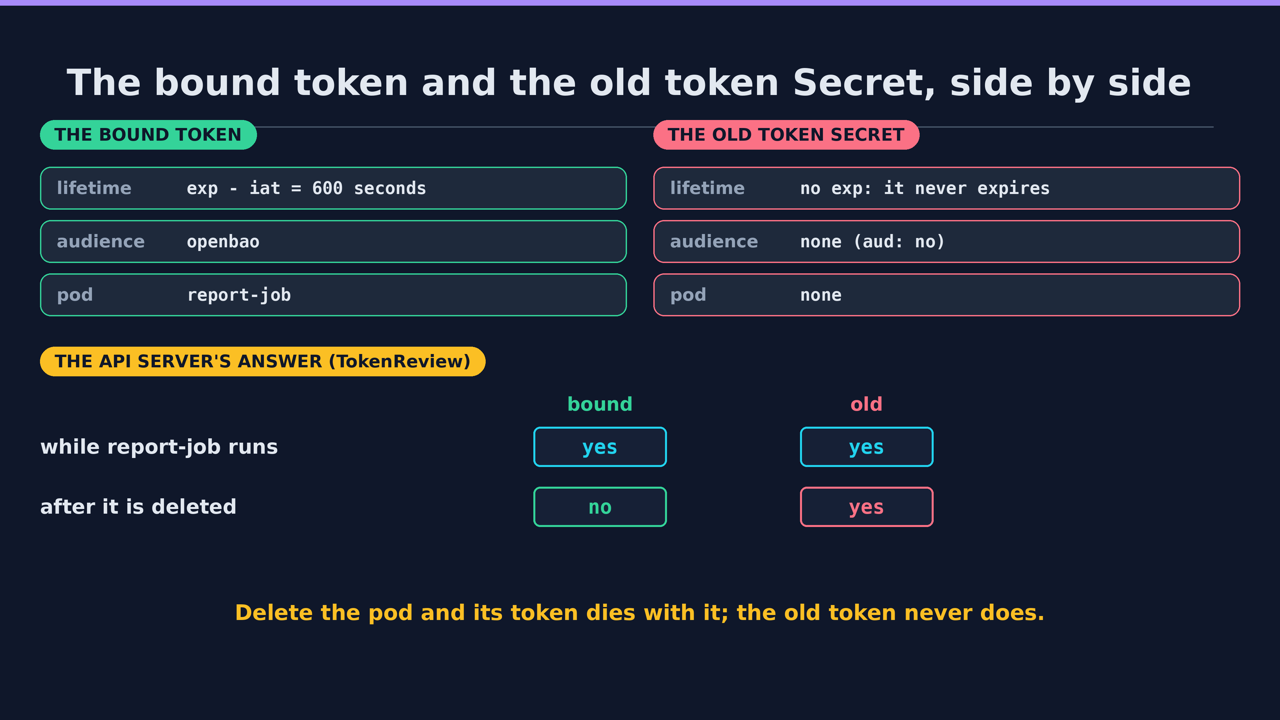 The bound token and the old token Secret, side by side
THE BOUND TOKEN
lifetime exp - iat = 600 seconds
audience openbao
pod report-job
THE OLD TOKEN SECRET
lifetime no exp: it never expires
audience none (aud: no)
pod none
THE API SERVER'S ANSWER (TokenReview)
bound old
while report-job runs yes yes
after it is deleted no yes
Delete the pod and its token dies with it; the old token never does.